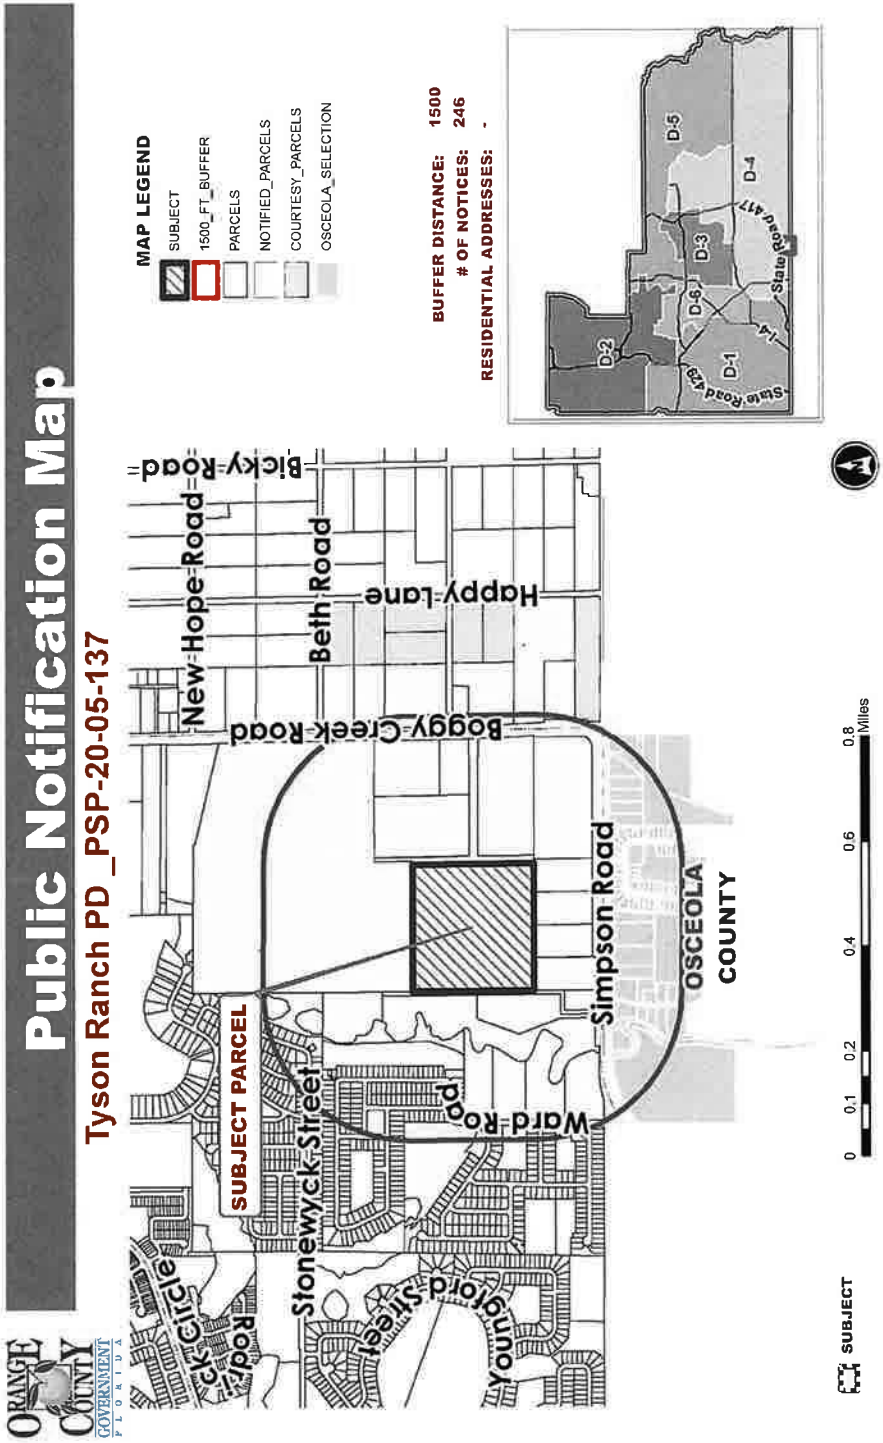 ORANGE
COUNTY
GOVERNMENT
FLORIDA
Public Notification Map
Tyson Ranch PD _PSP-20-05-137
MAP LEGEND
SUBJECT
1500_FT_BUFFER
PARCELS
NOTIFIED_PARCELS
COURTESY_PARCELS
OSCEOLA_SELECTION
BUFFER DISTANCE: 1500
# OF NOTICES: 246
RESIDENTIAL ADDRESSES: -
SUBJECT PARCEL
New Hope Road
Bicky Road
Beth Road
Happy Lane
Boggy Creek Road
Simpson Road
Ward Road
Stonewyck Street
Youngford Street
ck Circle
Rodri
OSCEOLA
COUNTY
D-2
D-5
D-3
D-4
D-6
D-1
State Road 417
State Road 429
I-4
N
SUBJECT
0 0.1 0.2 0.4 0.6 0.8
Miles